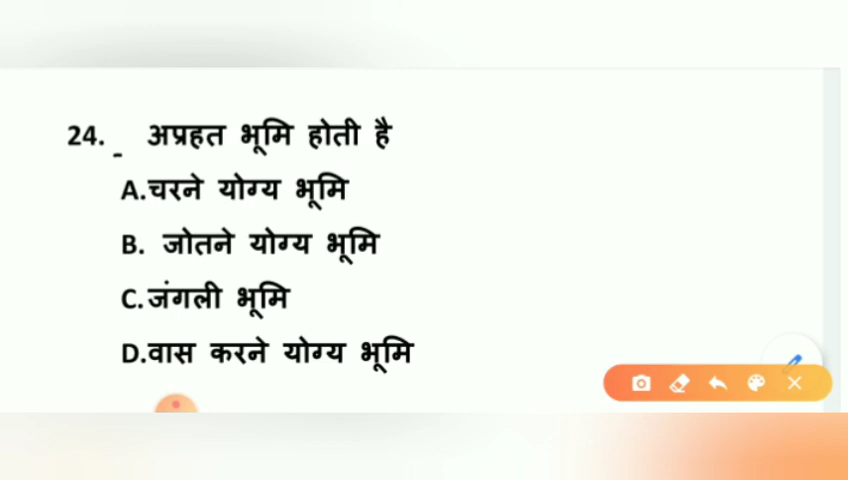 24. - अप्रहत भूमि होती है
A.चरने योग्य भूमि
B. जोतने योग्य भूमि
C.जंगली भूमि
D.वास करने योग्य भूमि